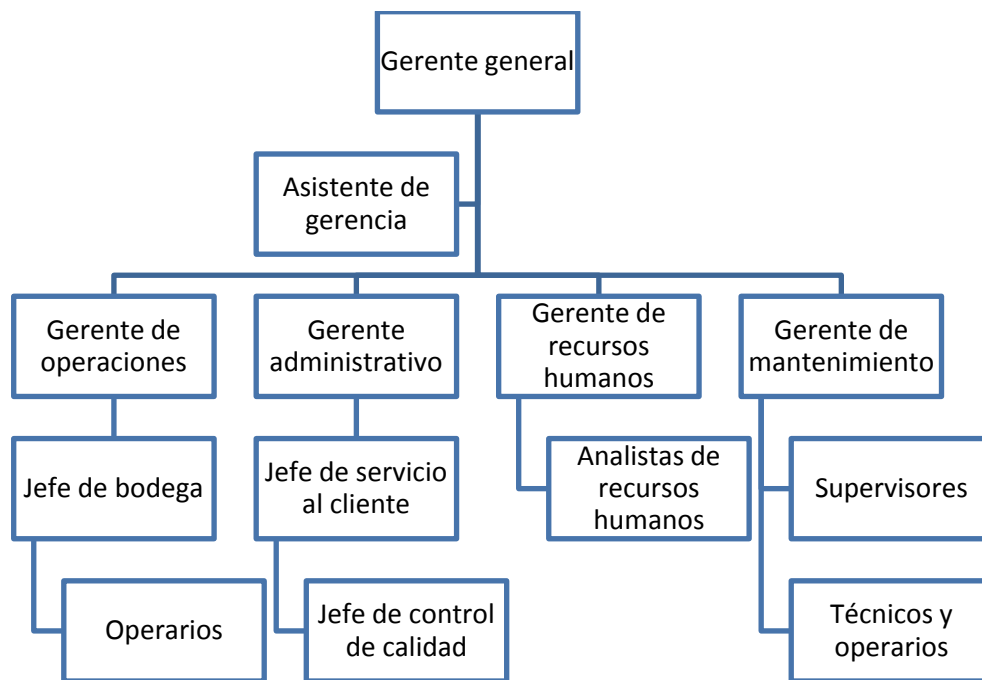 Gerente general
Asistente de
gerencia
Gerente de
operaciones
Gerente
administrativo
Gerente de
recursos
humanos
Gerente de
mantenimiento
Jefe de bodega
Jefe de servicio
al cliente
Analistas de
recursos
humanos
Supervisores
Operarios
Jefe de control
de calidad
Técnicos y
operarios